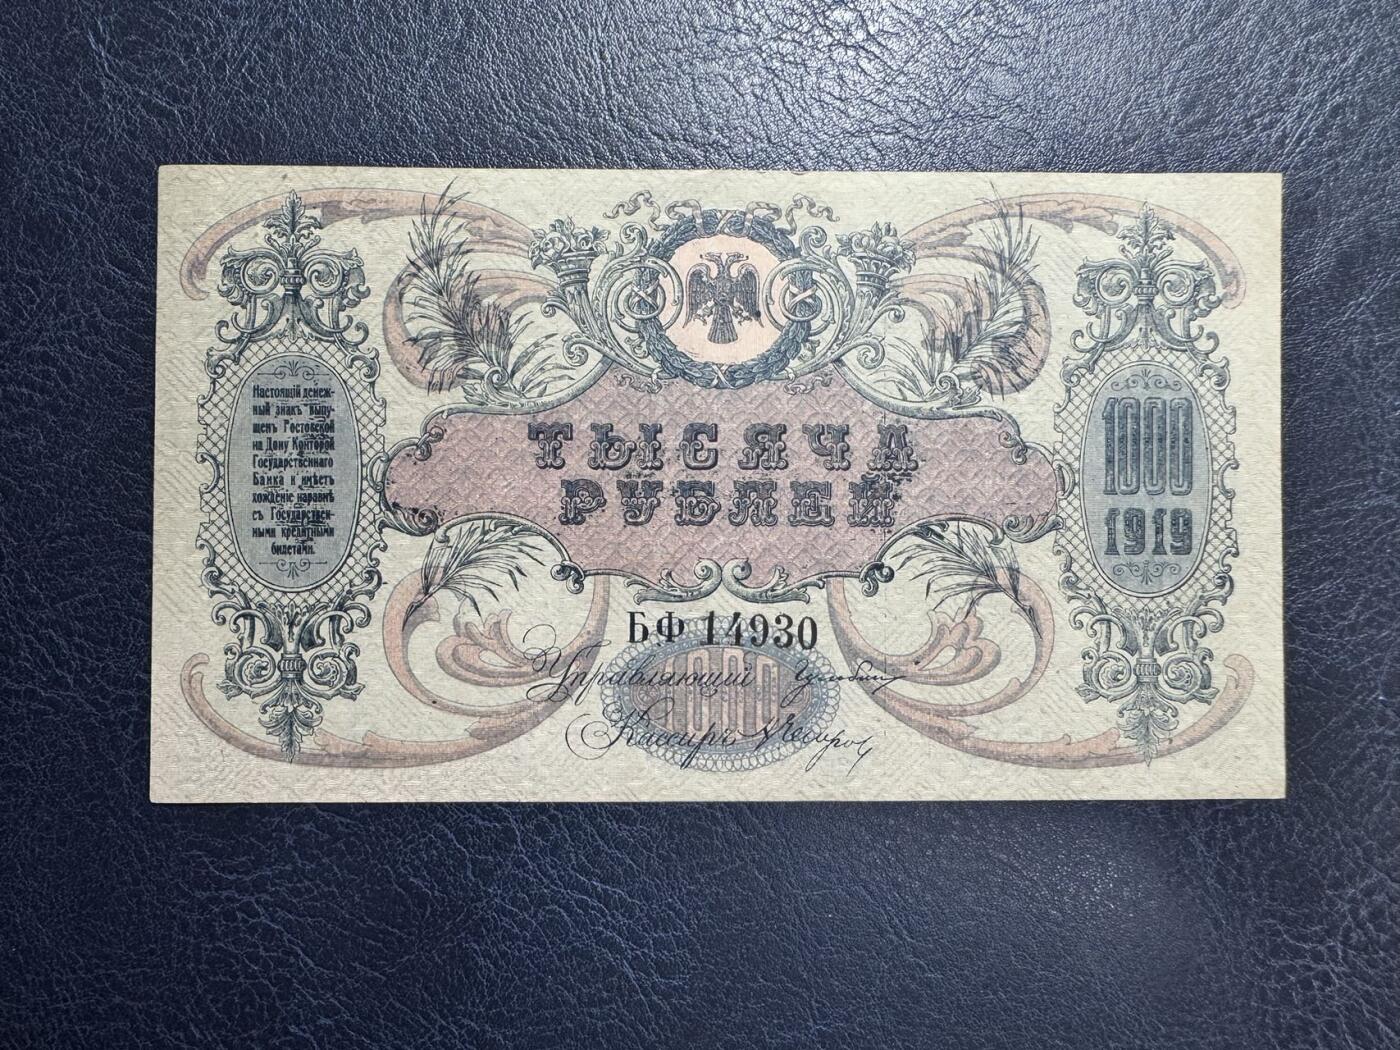 Настоящій денеж-
ный знакъ выпу-
щенъ Ростовской
на Дону Конторой
Государственнаго
Банка и имѣетъ
хожденіе наравнѣ
съ Государствен-
ными кредитными
билетами.
ТЫСЯЧА
РУБЛЕЙ
1000
1919
БФ 14930
1000
Управляющій
Кассиръ